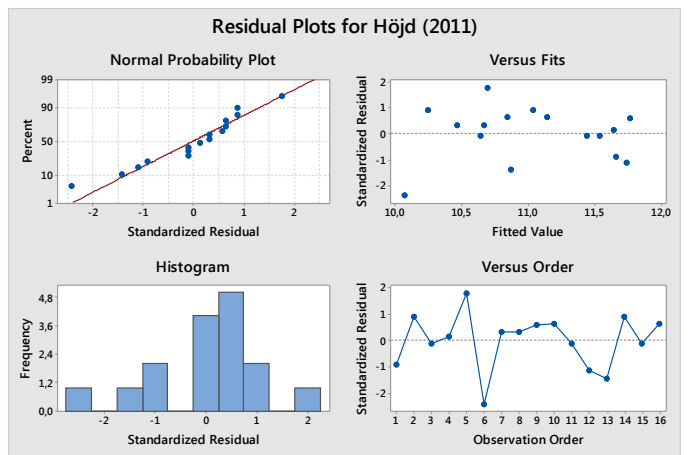 Residual Plots for Höjd (2011)
Normal Probability Plot
99
90
50
10
1
Percent
-2 -1 0 1 2
Standardized Residual
Versus Fits
2
1
0
-1
-2
Standardized Residual
10,0 10,5 11,0 11,5 12,0
Fitted Value
Histogram
4,8
3,6
2,4
1,2
0,0
Frequency
-2 -1 0 1 2
Standardized Residual
Versus Order
2
1
0
-1
-2
Standardized Residual
1 2 3 4 5 6 7 8 9 10 11 12 13 14 15 16
Observation Order